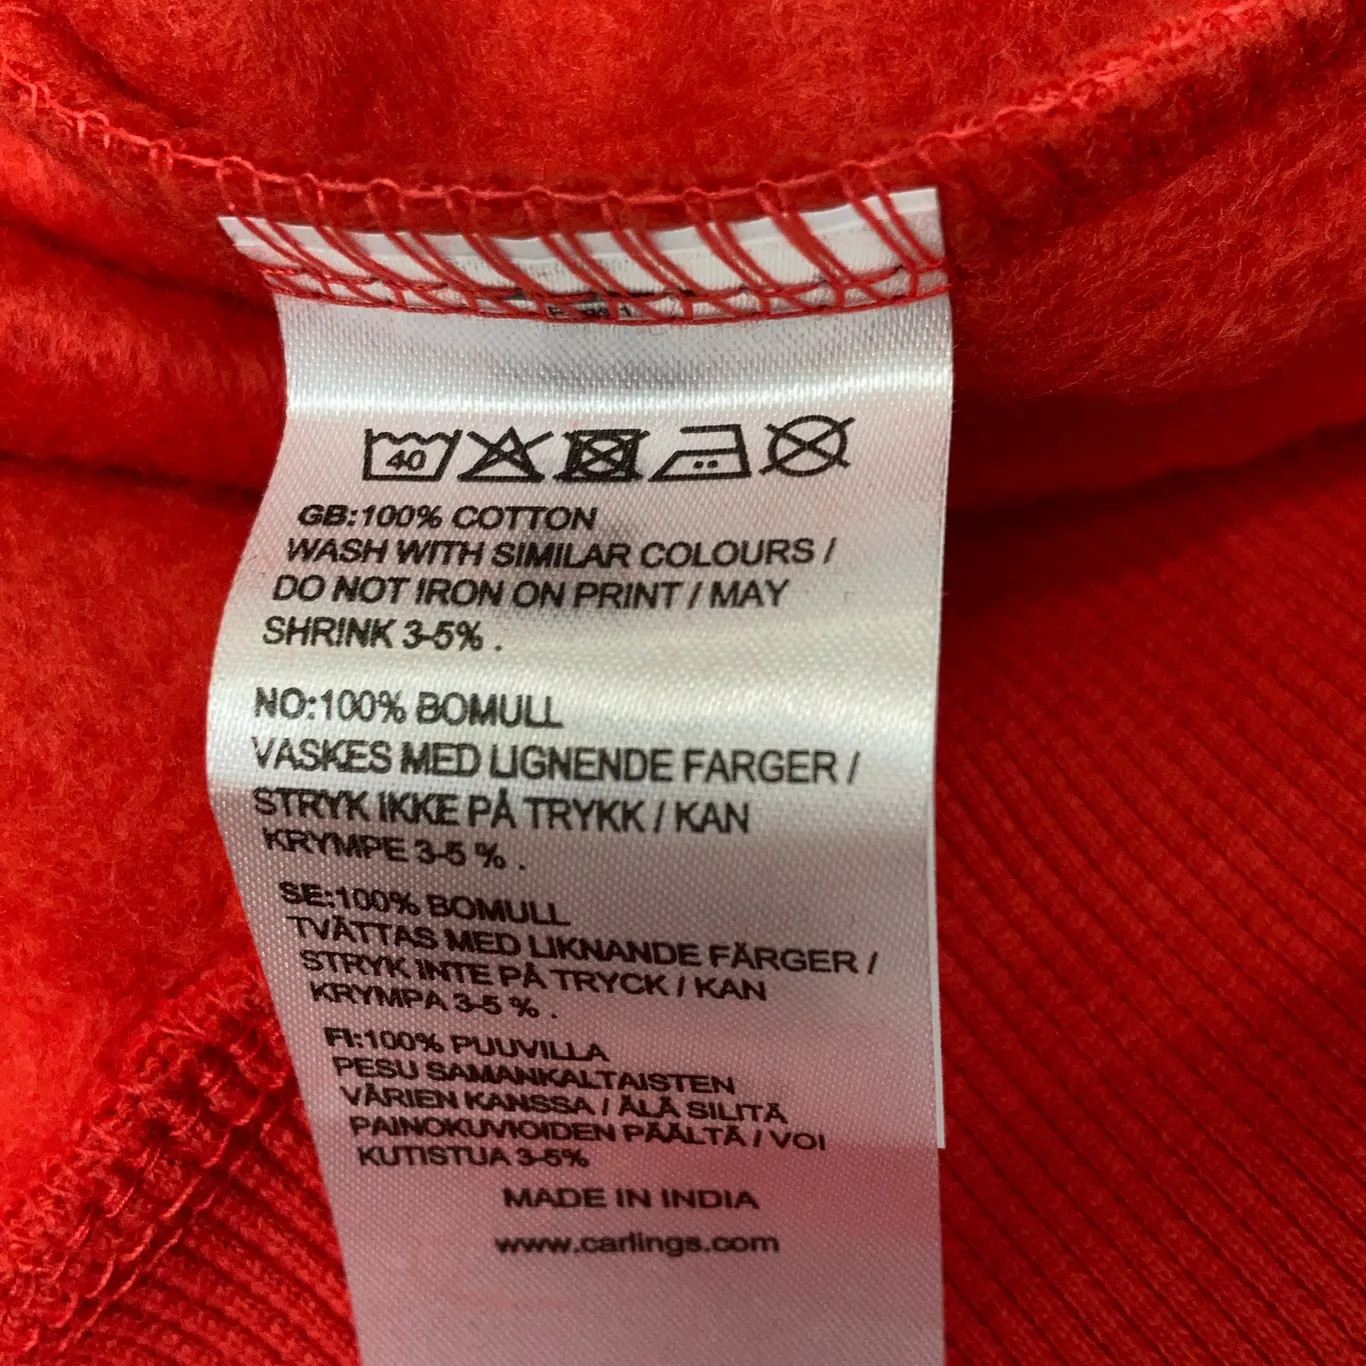 40
GB:100% COTTON
WASH WITH SIMILAR COLOURS /
DO NOT IRON ON PRINT / MAY
SHRINK 3-5% .
NO:100% BOMULL
VASKES MED LIGNENDE FARGER /
STRYK IKKE PÅ TRYKK / KAN
KRYMPE 3-5 % .
SE:100% BOMULL
TVÄTTAS MED LIKNANDE FÄRGER /
STRYK INTE PÅ TRYCK / KAN
KRYMPA 3-5 % .
FI:100% PUUVILLA
PESU SAMANKALTAISTEN
VÄRIEN KANSSA / ÄLÄ SILITÄ
PAINOKUVIOIDEN PÄÄLTÄ / VOI
KUTISTUA 3-5%
MADE IN INDIA
www.carlings.com